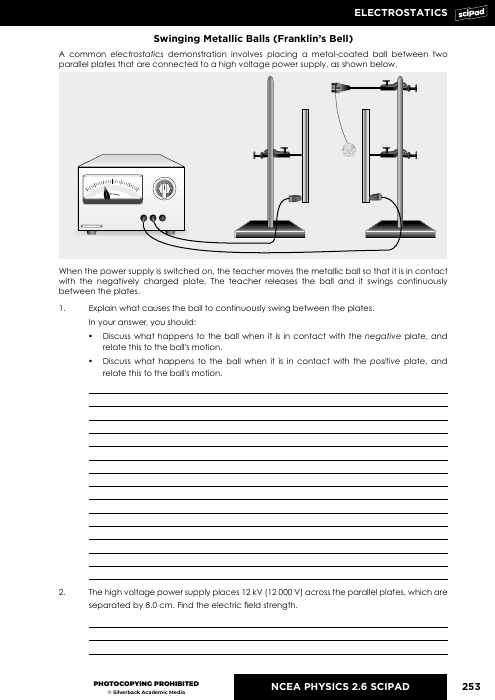 ELECTROSTATICS
scipad
Swinging Metallic Balls (Franklin's Bell)
A common electrostatics demonstration involves placing a metal-coated ball between two
parallel plates that are connected to a high voltage power supply, as shown below.
When the power supply is switched on, the teacher moves the metallic ball so that it is in contact
with the negatively charged plate. The teacher releases the ball and it swings continuously
between the plates.
1. Explain what causes the ball to continuously swing between the plates.
In your answer, you should:
• Discuss what happens to the ball when it is in contact with the negative plate, and
relate this to the ball's motion.
• Discuss what happens to the ball when it is in contact with the positive plate, and
relate this to the ball's motion.
2. The high voltage power supply places 12 kV (12 000 V) across the parallel plates, which are
separated by 8.0 cm. Find the electric field strength.
PHOTOCOPYING PROHIBITED
© Silverback Academic Media
NCEA PHYSICS 2.6 SCIPAD
253